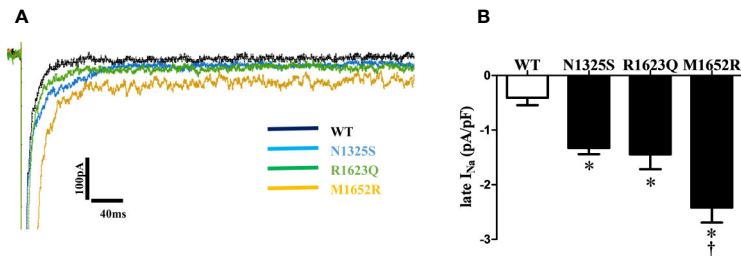 A
WT
N1325S
R1623Q
M1652R
100pA
40ms
B
WT N1325S R1623Q M1652R
late I_Na (pA/pF)
0
-1
-2
-3
*
*
*
†